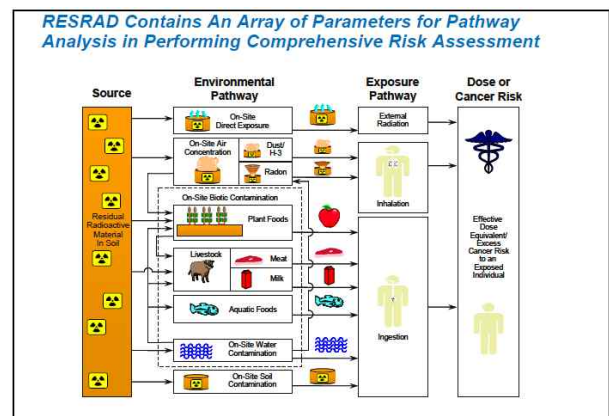 RESRAD Contains An Array of Parameters for Pathway
Analysis in Performing Comprehensive Risk Assessment
Source
Environmental
Pathway
Exposure
Pathway
Dose or
Cancer Risk
On-Site
Direct Exposure
External
Radiation
On-Site Air
Concentration
Dust/
H-3
Radon
Inhalation
On-Site Biotic Contamination
Plant Foods
Residual
Radioactive
Material
In Soil
Livestock
Meat
Milk
Aquatic Foods
Ingestion
Effective
Dose
Equivalent/
Excess
Cancer Risk
to an
Exposed
Individual
On-Site Water
Contamination
On-Site Soil
Contamination